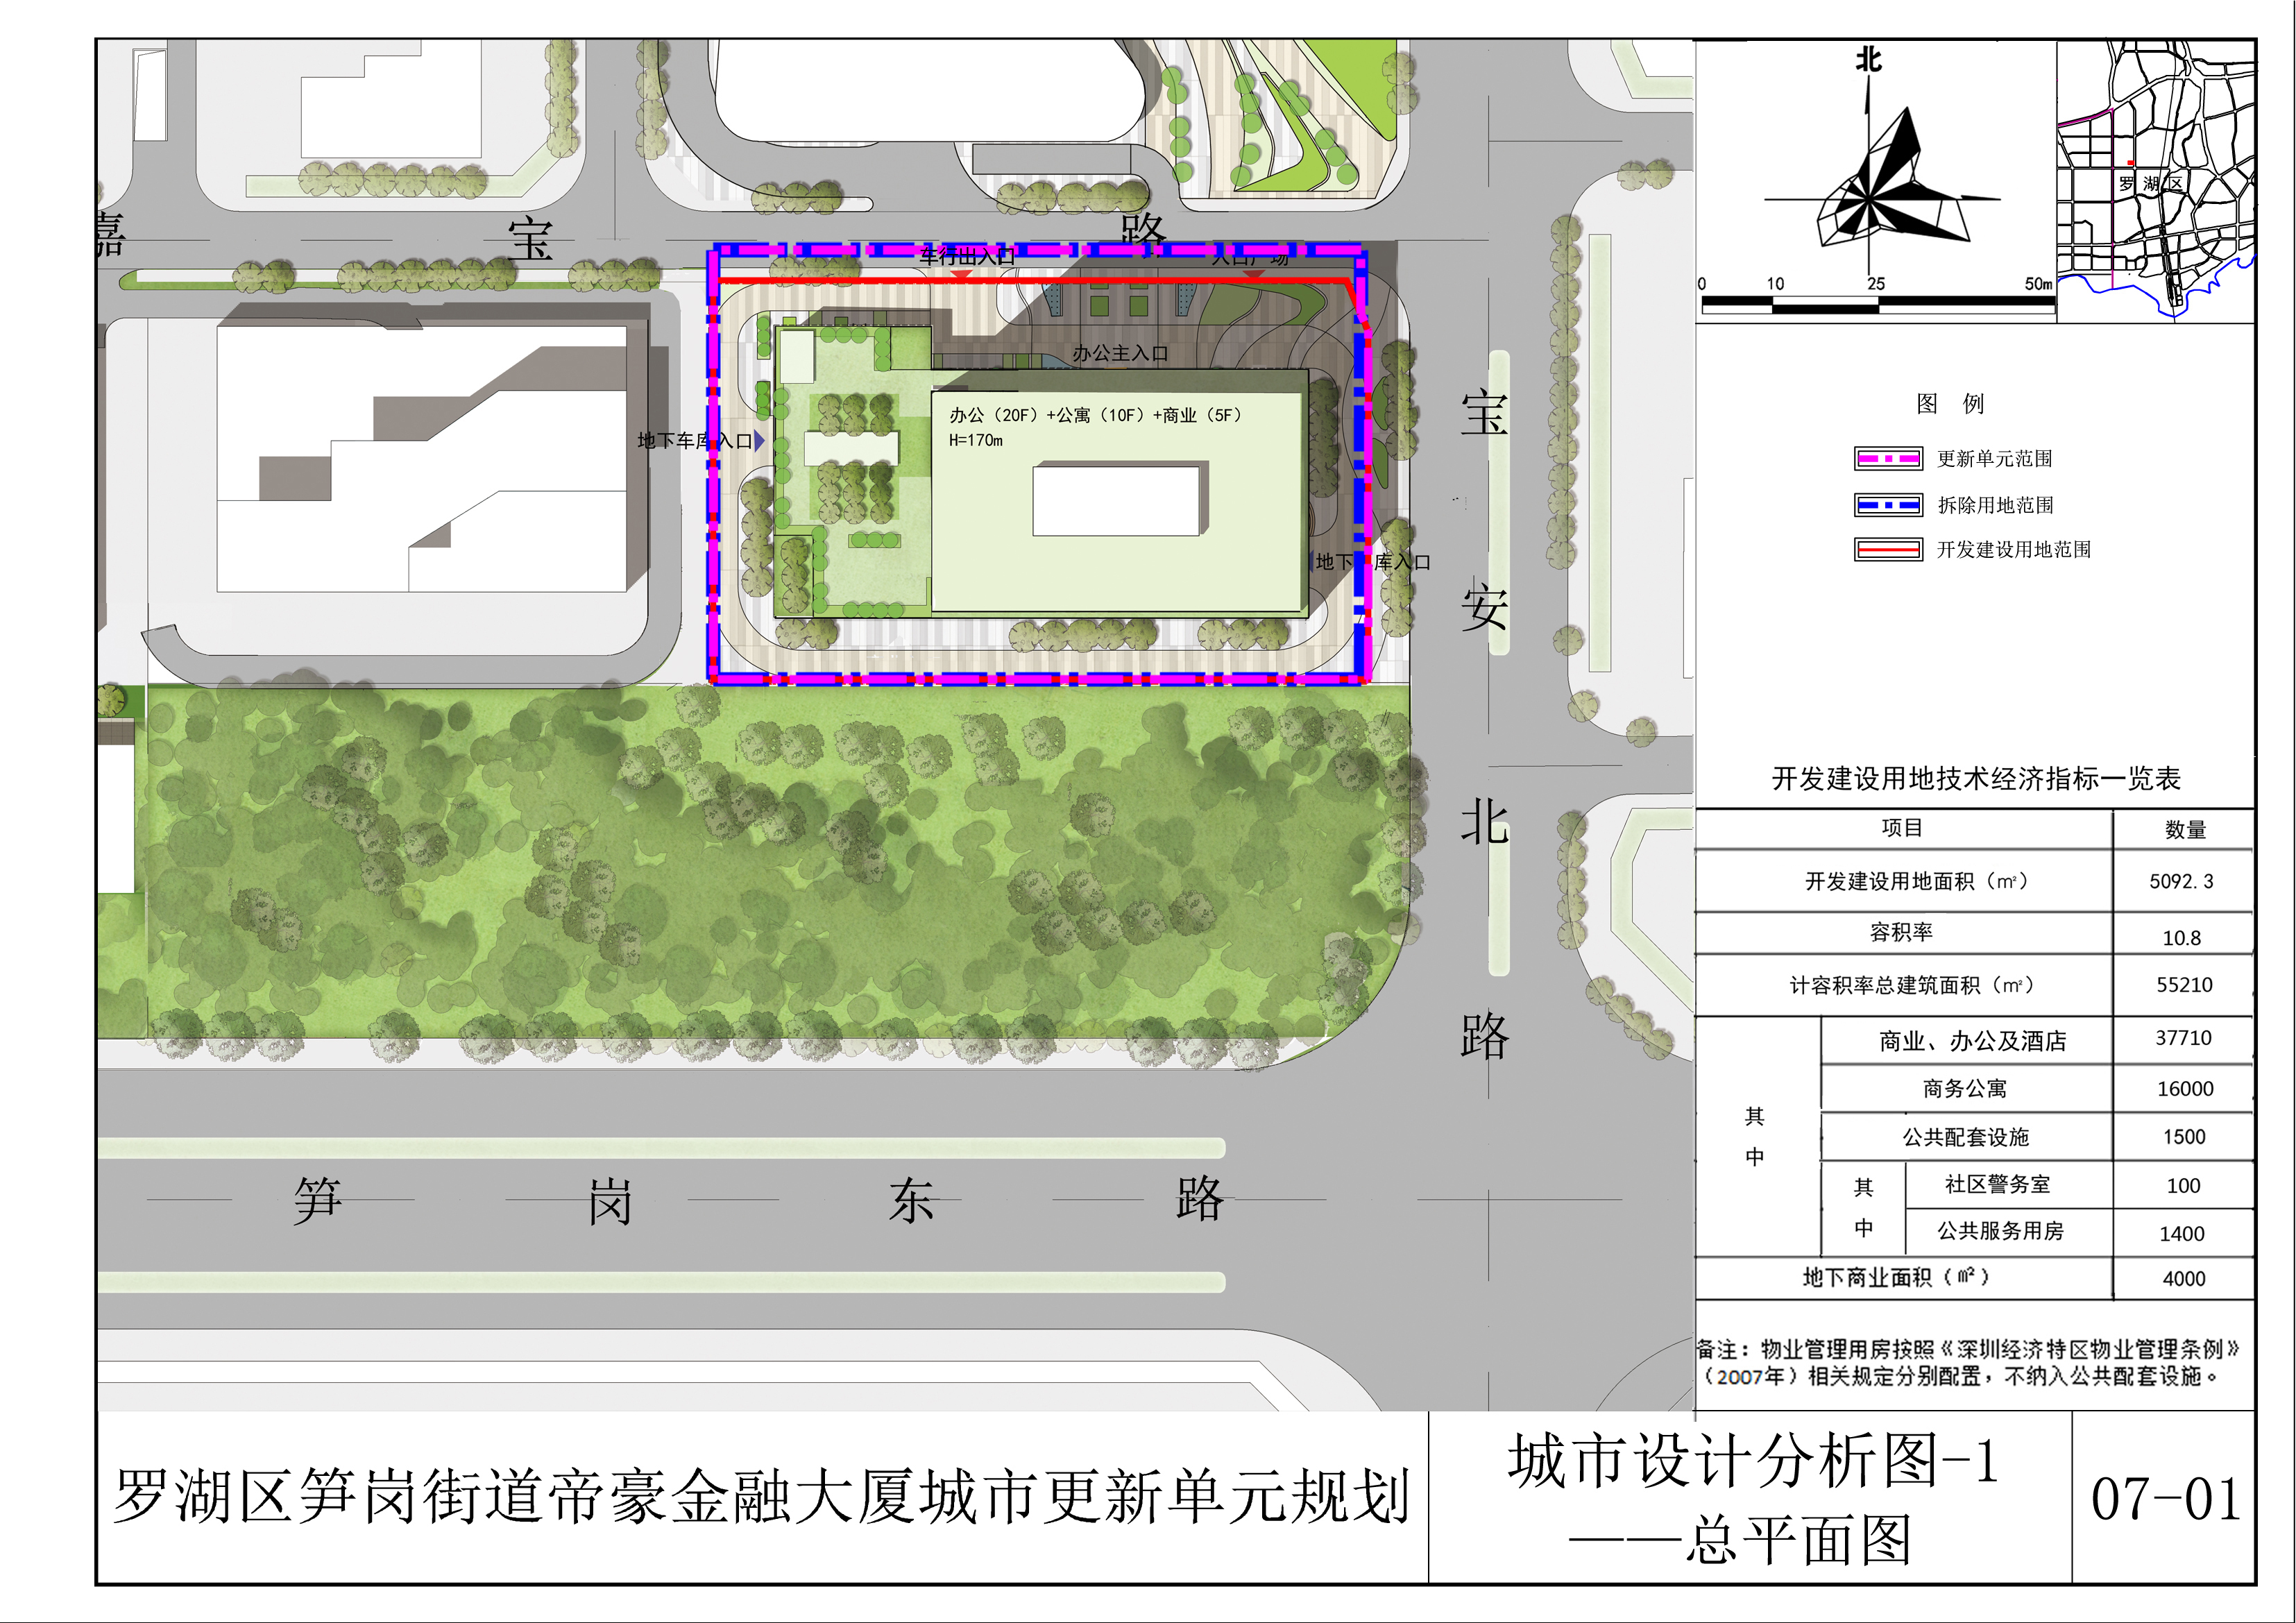 嘉 宝 路
车行出入口
入口广场
办公主入口
办公（20F）+公寓（10F）+商业（5F）
H=170m
地下车库入口
地下 库入口
宝安北路
笋岗东路
北
0 10 25 50m
罗湖区
图 例
更新单元范围
拆除用地范围
开发建设用地范围
开发建设用地技术经济指标一览表
项目 数量
开发建设用地面积（㎡） 5092.3
容积率 10.8
计容积率总建筑面积（㎡） 55210
其中 商业、办公及酒店 37710
商务公寓 16000
公共配套设施 1500
其中 社区警务室 100
公共服务用房 1400
地下商业面积（㎡） 4000
备注：物业管理用房按照《深圳经济特区物业管理条例》
（2007年）相关规定分别配置，不纳入公共配套设施。
罗湖区笋岗街道帝豪金融大厦城市更新单元规划
城市设计分析图-1
——总平面图
07-01